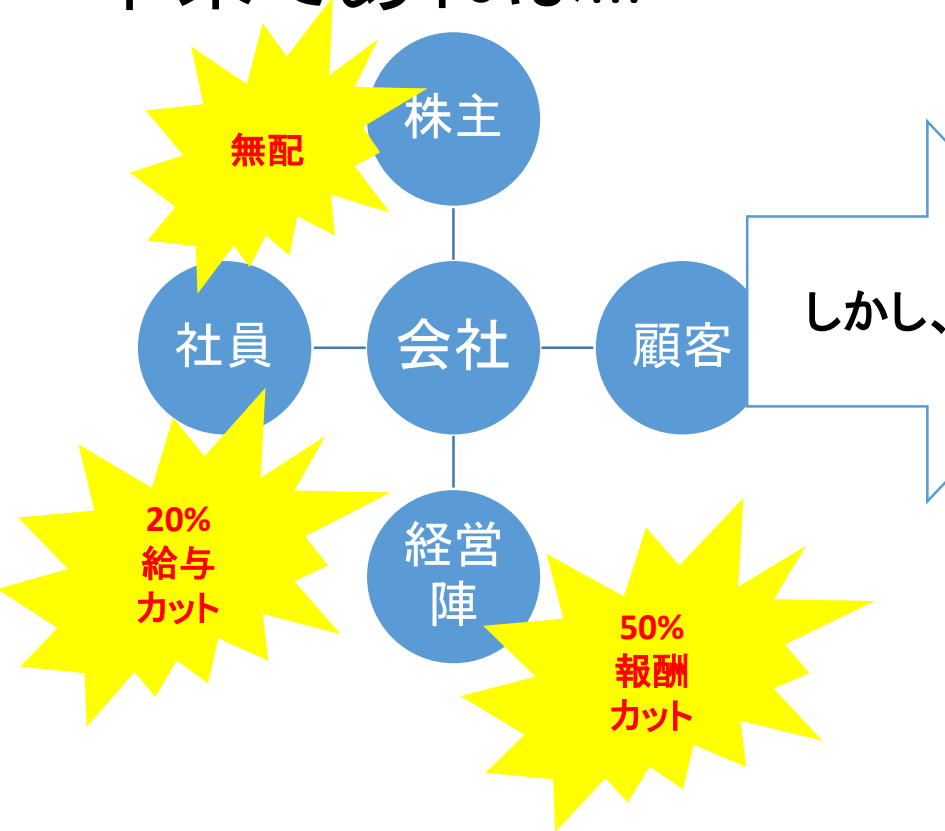 株主
無配
社員
会社
顧客
しかし、
20%
給与
カット
経営
陣
50%
報酬
カット